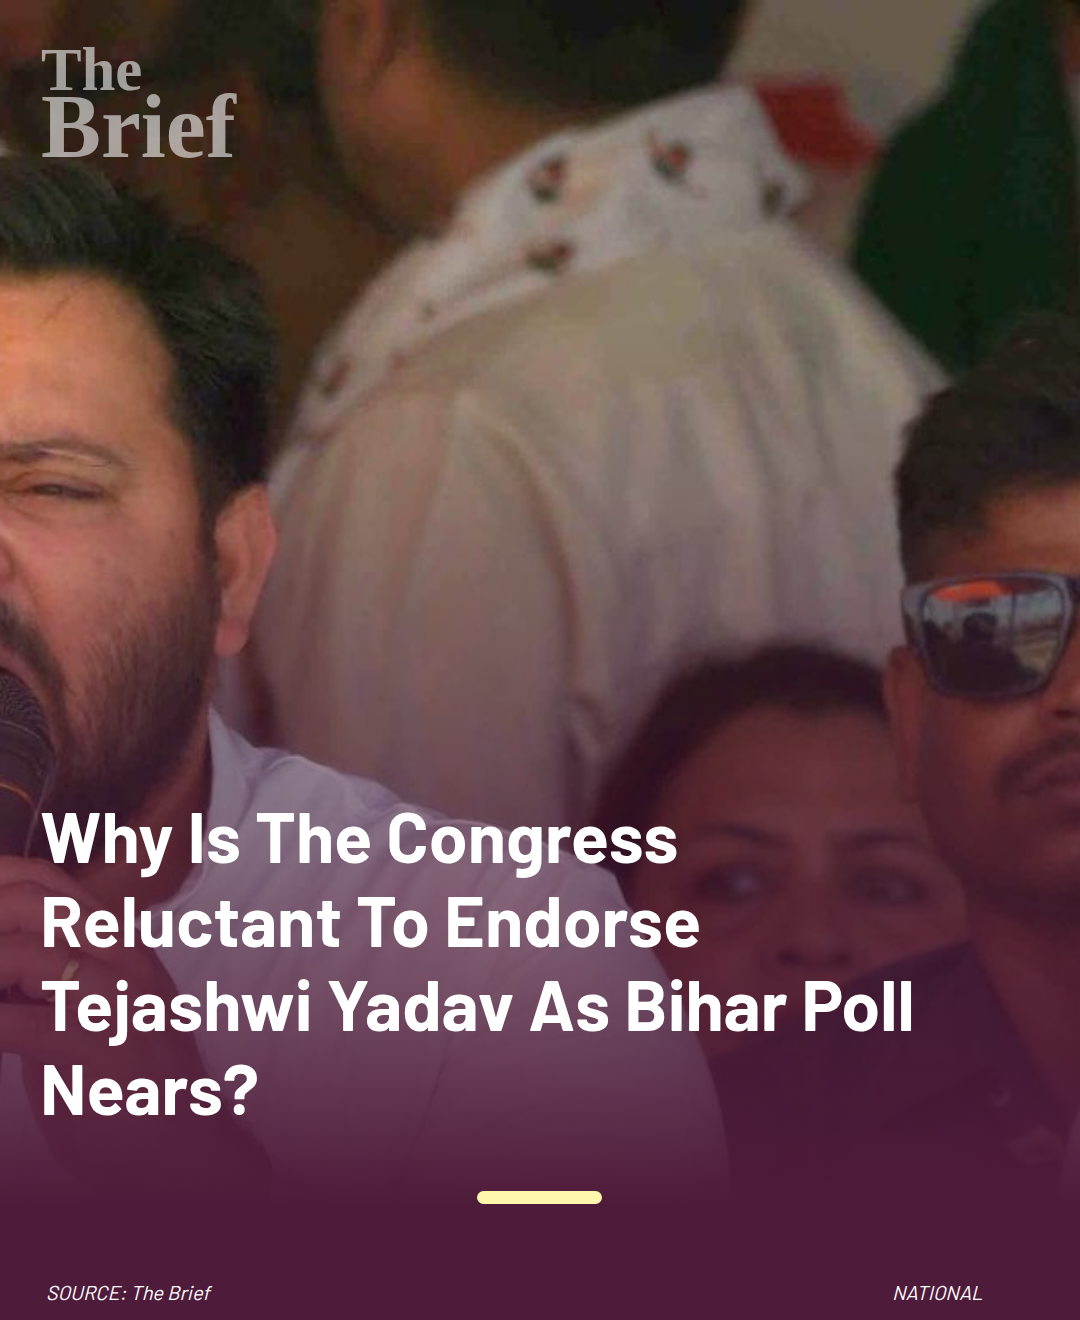 The
Brief
Why Is The Congress
Reluctant To Endorse
Tejashwi Yadav As Bihar Poll
Nears?
SOURCE: The Brief
NATIONAL